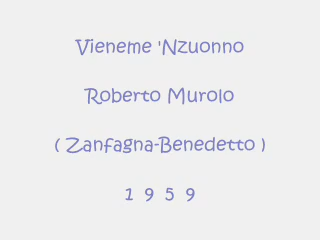 Vieneme 'Nzuonno
Roberto Murolo
( Zanfagna-Benedetto )
1 9 5 9